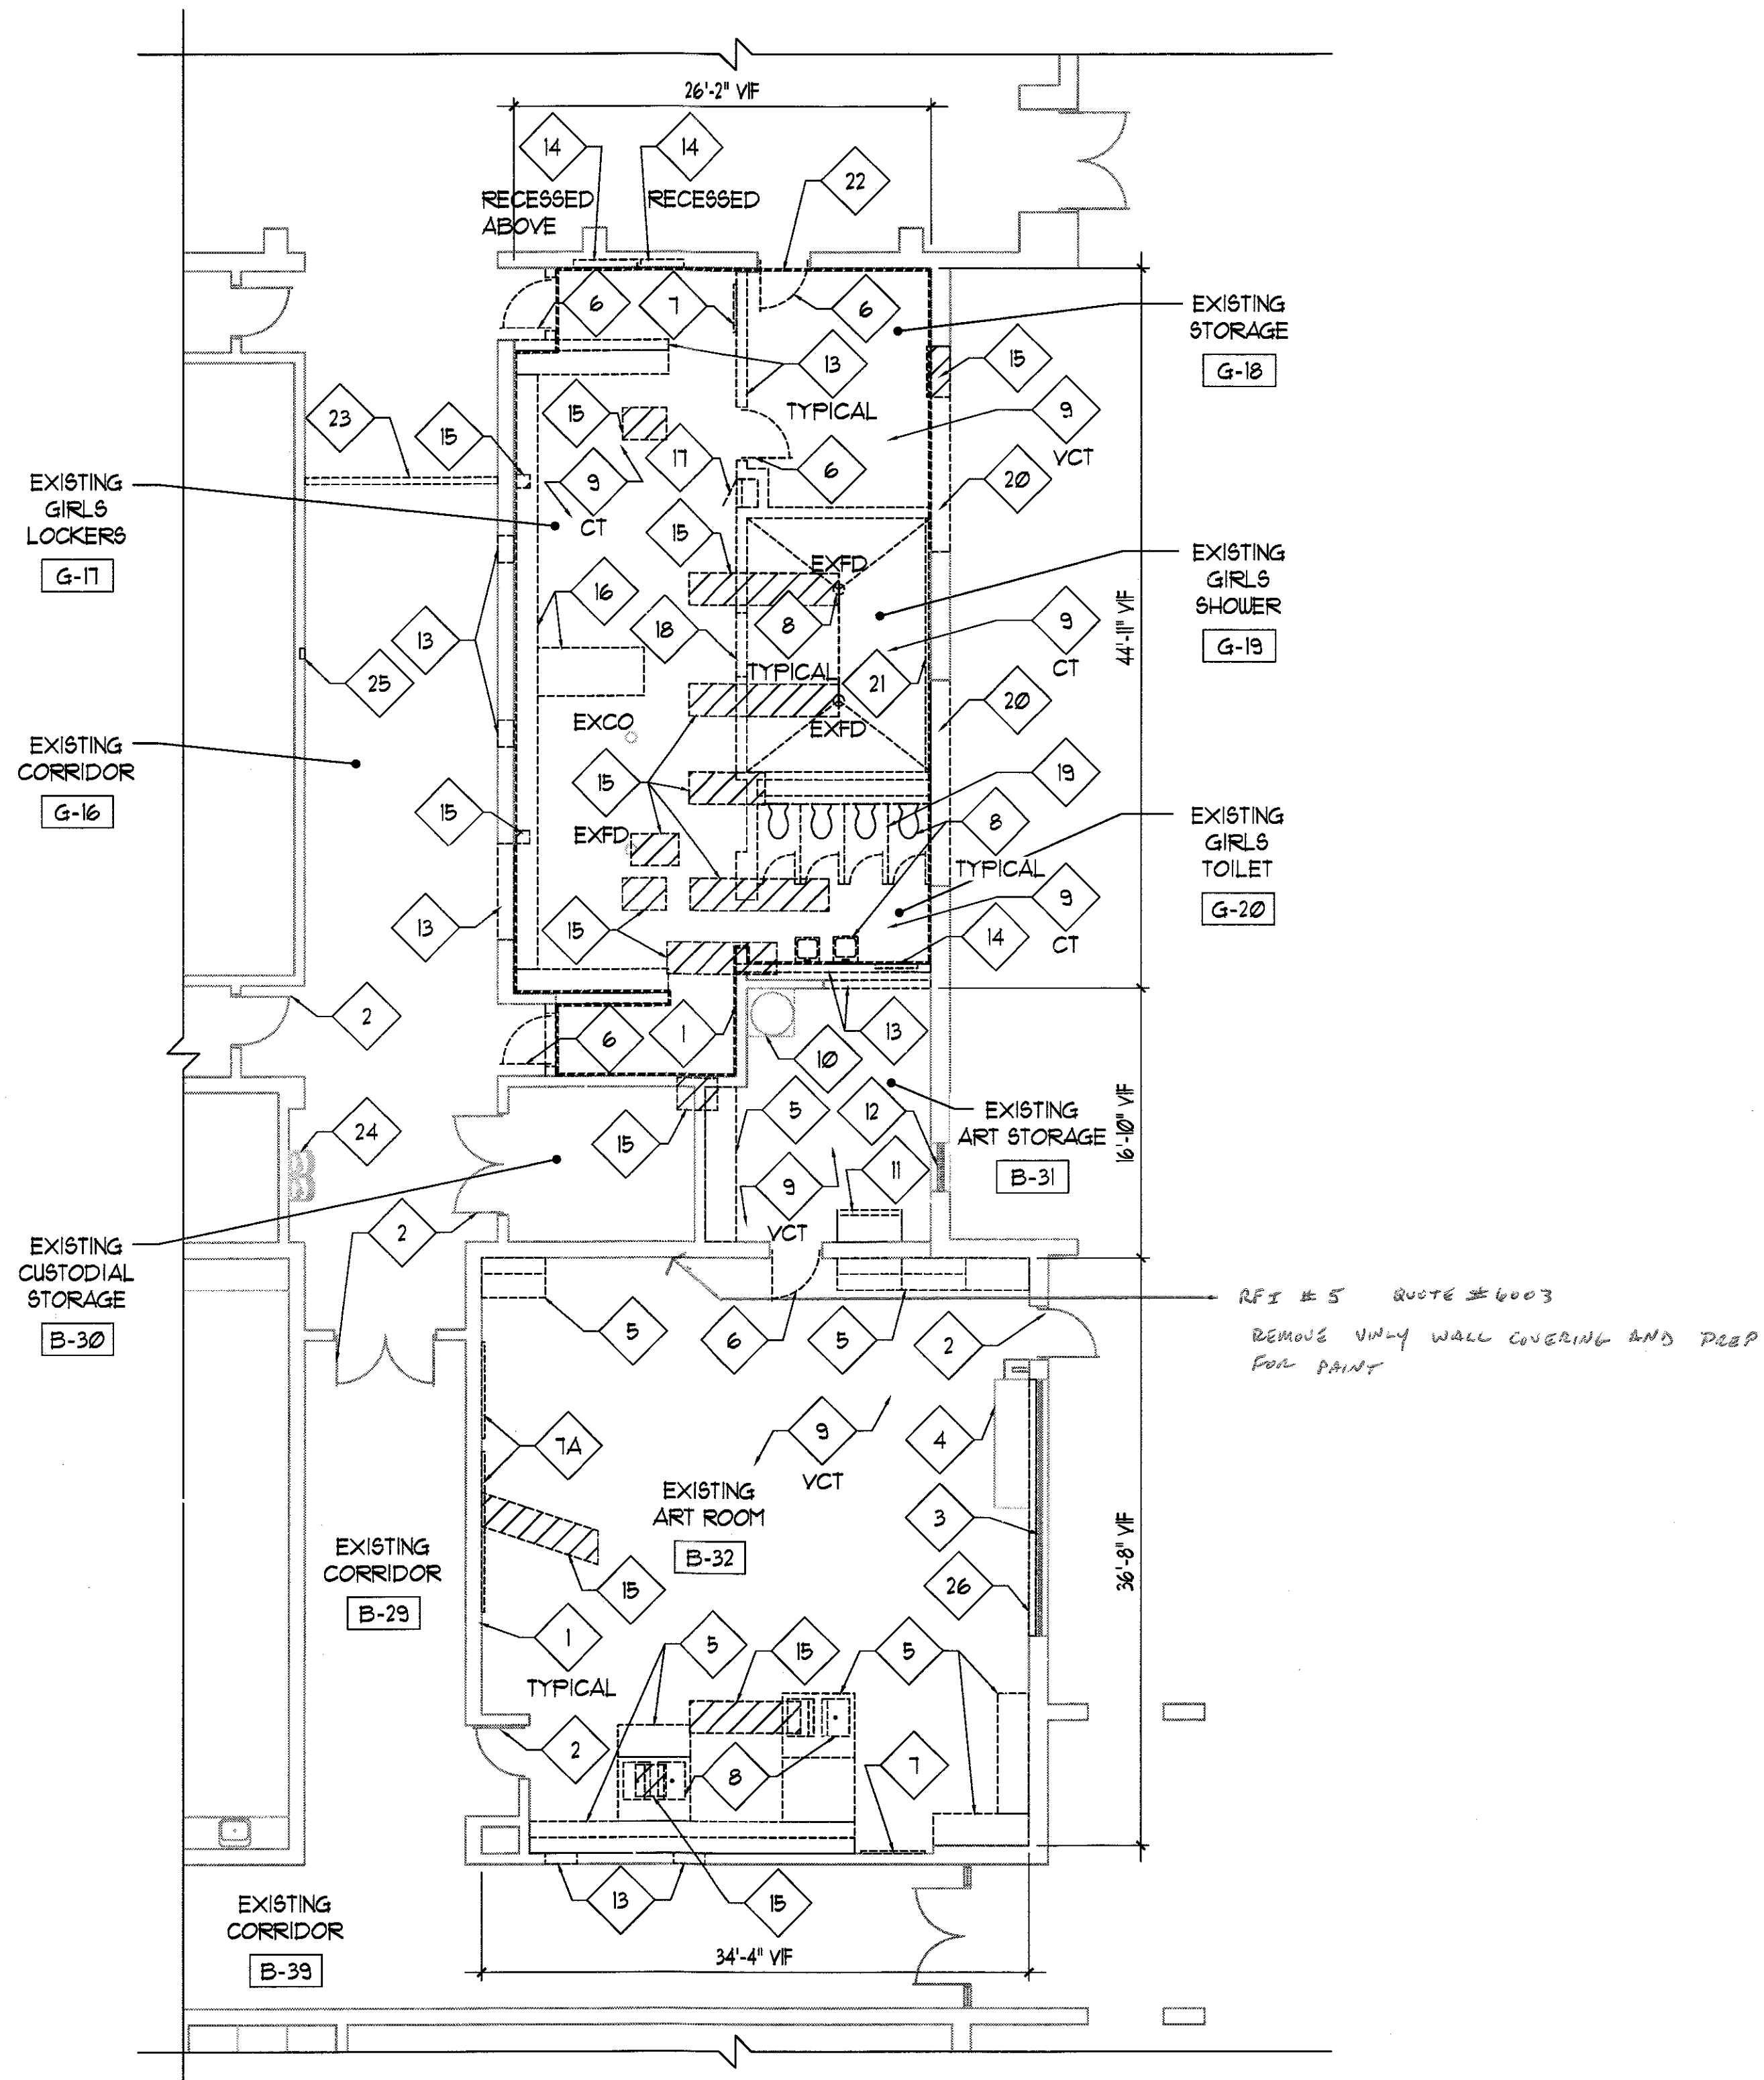 26'-2" VIF
14
14
RECESSED
ABOVE
RECESSED
22
6
7
6
EXISTING
STORAGE
G-18
13
TYPICAL
15
15
9
VCT
23
15
17
6
20
9
CT
EXISTING
GIRLS
LOCKERS
G-17
15
EXFD
EXISTING
GIRLS
SHOWER
G-19
16
18
8
TYPICAL
9
CT
44'-11" VIF
13
25
21
20
EXCO
EXFD
EXISTING
CORRIDOR
G-16
15
15
19
8
EXFD
TYPICAL
EXISTING
GIRLS
TOILET
G-20
9
CT
13
15
14
2
6
1
13
10
5
12
EXISTING
ART STORAGE
B-31
16'-10" VIF
24
15
9
VCT
11
2
EXISTING
CUSTODIAL
STORAGE
B-30
RFI # 5 QUOTE # 6003
REMOVE VINLY WALL COVERING AND PREP
FOR PAINT
5
6
5
2
7A
9
VCT
4
EXISTING
ART ROOM
B-32
3
EXISTING
CORRIDOR
B-29
15
26
36'-8" VIF
1
TYPICAL
5
15
5
2
8
7
13
15
EXISTING
CORRIDOR
B-39
34'-4" VIF